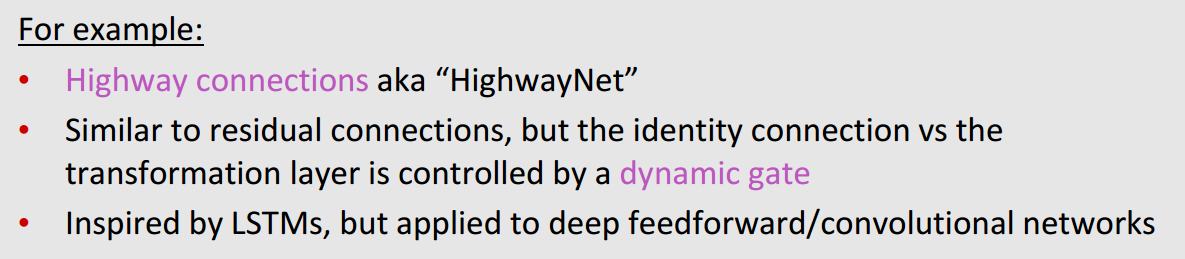 For example:
• Highway connections aka “HighwayNet”
• Similar to residual connections, but the identity connection vs the
transformation layer is controlled by a dynamic gate
• Inspired by LSTMs, but applied to deep feedforward/convolutional networks